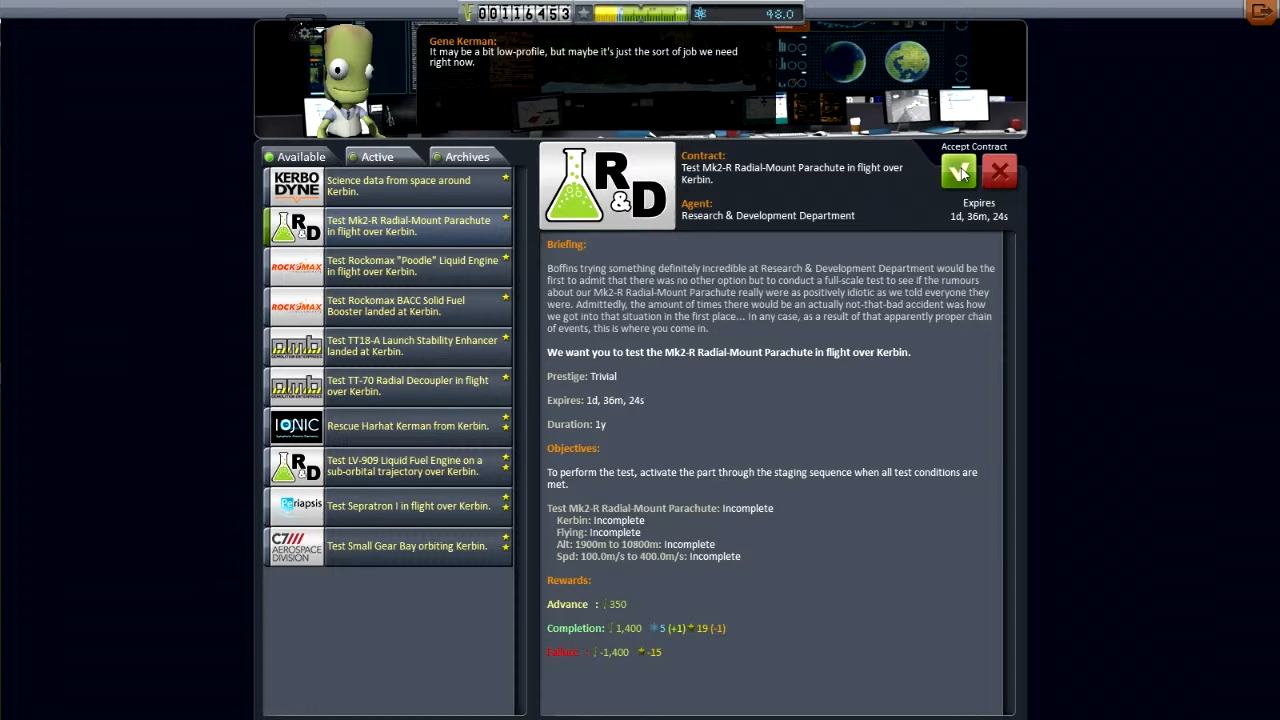 00116453
48.0
Gene Kerman:
It may be a bit low-profile, but maybe it's just the sort of job we need
right now.
Available
Active
Archives
KERBO
DYNE
Science data from space around
Kerbin.
R&D
Test Mk2-R Radial-Mount Parachute
in flight over Kerbin.
ROCKOMAX
Test Rockomax "Poodle" Liquid Engine
in flight over Kerbin.
ROCKOMAX
Test Rockomax BACC Solid Fuel
Booster landed at Kerbin.
Test TT18-A Launch Stability Enhancer
landed at Kerbin.
Test TT-70 Radial Decoupler in flight
over Kerbin.
IONIC
Rescue Harhat Kerman from Kerbin.
R&D
Test LV-909 Liquid Fuel Engine on a
sub-orbital trajectory over Kerbin.
Periapsis
Test Sepratron I in flight over Kerbin.
C7
AEROSPACE
DIVISION
Test Small Gear Bay orbiting Kerbin.
R&D
Contract:
Test Mk2-R Radial-Mount Parachute in flight over
Kerbin.
Agent:
Research & Development Department
Accept Contract
Expires
1d, 36m, 24s
Briefing:
Boffins trying something definitely incredible at Research & Development Department would be the
first to admit that there was no other option but to conduct a full-scale test to see if the rumours
about our Mk2-R Radial-Mount Parachute really were as positively idiotic as we told everyone they
were. Admittedly, the amount of times there would be an actually not-that-bad accident was how
we got into that situation in the first place... In any case, as a result of that apparently proper chain
of events, this is where you come in.
We want you to test the Mk2-R Radial-Mount Parachute in flight over Kerbin.
Prestige: Trivial
Expires: 1d, 36m, 24s
Duration: 1y
Objectives:
To perform the test, activate the part through the staging sequence when all test conditions are
met.
Test Mk2-R Radial-Mount Parachute: Incomplete
Kerbin: Incomplete
Flying: Incomplete
Alt: 1900m to 10800m: Incomplete
Spd: 100.0m/s to 400.0m/s: Incomplete
Rewards:
Advance : 350
Completion: 1,400 5 (+1) 19 (-1)
Failure : -1,400 -15